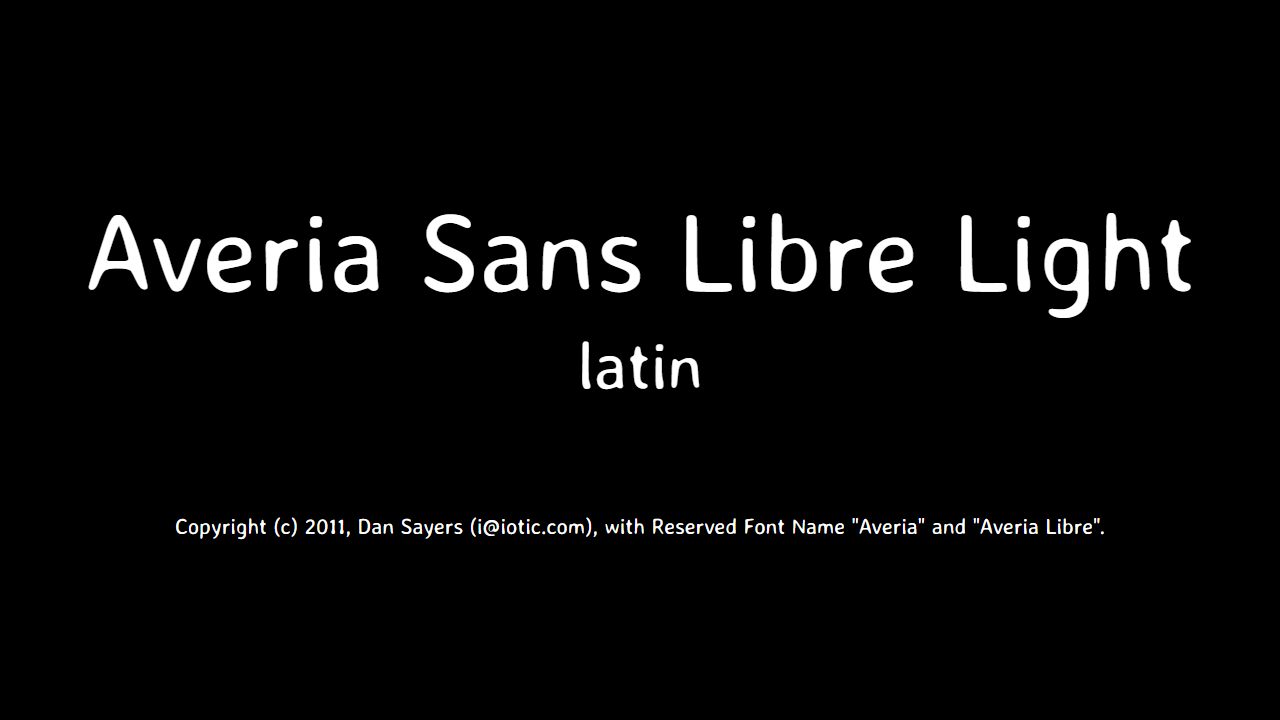 Averia Sans Libre Light
latin
Copyright (c) 2011, Dan Sayers (i@iotic.com), with Reserved Font Name "Averia" and "Averia Libre".